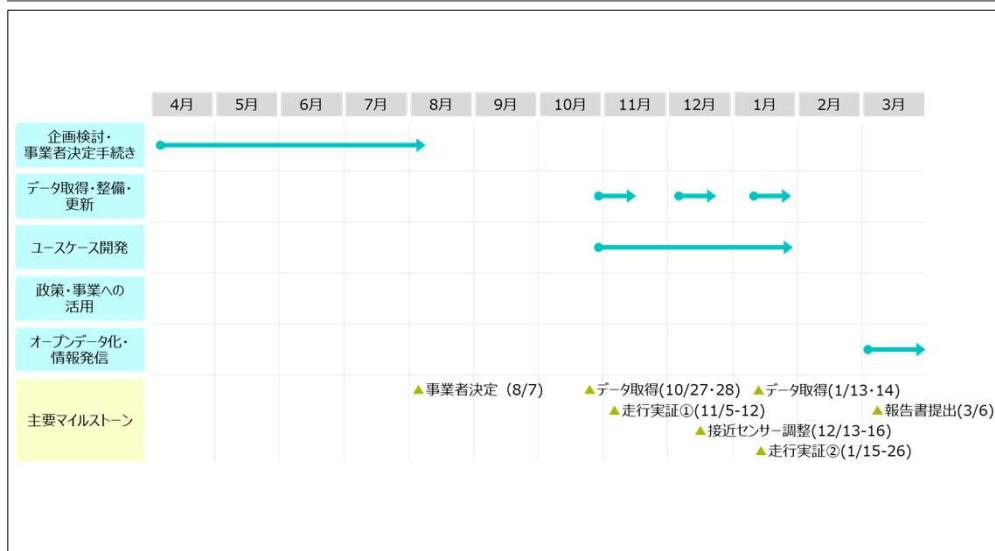 4月 5月 6月 7月 8月 9月 10月 11月 12月 1月 2月 3月
企画検討・
事業者決定手続き
データ取得・整備・
更新
ユースケース開発
政策・事業への
活用
オープンデータ化・
情報発信
主要マイルストーン
▲事業者決定（8/7)
▲データ取得(10/27・28)
▲データ取得(1/13・14)
▲走行実証①(11/5-12)
▲報告書提出(3/6)
▲接近センサー調整(12/13-16)
▲走行実証②(1/15-26)